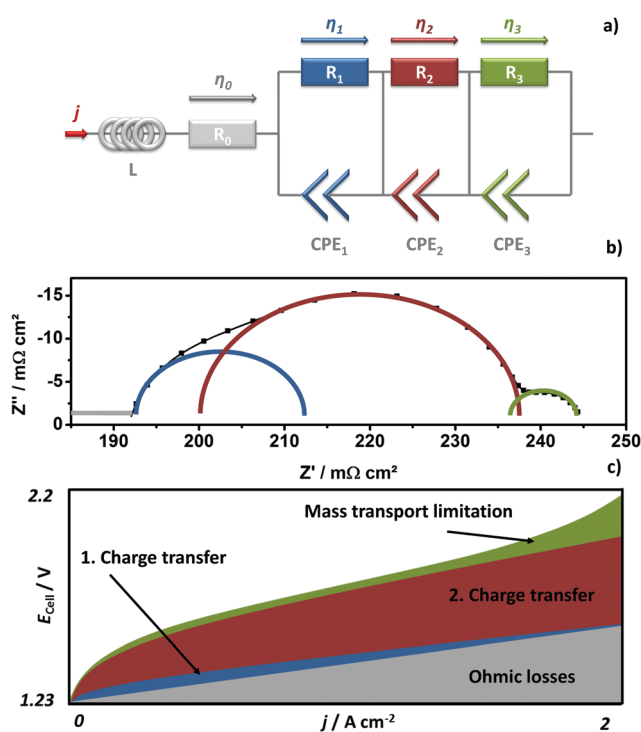 a)
η1 η2 η3
R1 R2 R3
η0
j
R0
L
CPE1 CPE2 CPE3
b)
-15
-10
-5
0
Z'' / mΩ cm²
190 200 210 220 230 240 250
Z' / mΩ cm²
c)
2.2
Mass transport limitation
1. Charge transfer
2. Charge transfer
Ohmic losses
ECell / V
1.23
0 2
j / A cm-2